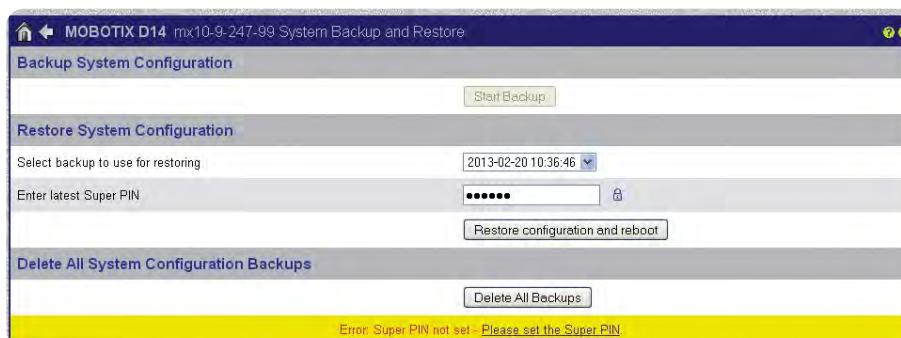 MOBOTIX D14 mx10-9-247-99 System Backup and Restore
Backup System Configuration
Start Backup
Restore System Configuration
Select backup to use for restoring 2013-02-20 10:36:46
Enter latest Super PIN ••••••
Restore configuration and reboot
Delete All System Configuration Backups
Delete All Backups
Error: Super PIN not set - Please set the Super PIN.